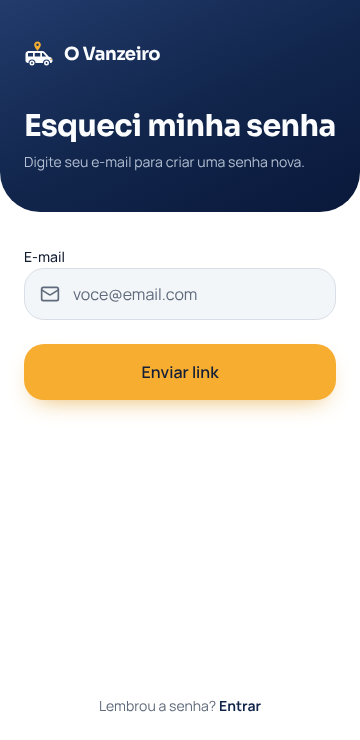 O Vanzeiro
Esqueci minha senha
Digite seu e-mail para criar uma senha nova.
E-mail
voce@email.com
Enviar link
Lembrou a senha? Entrar